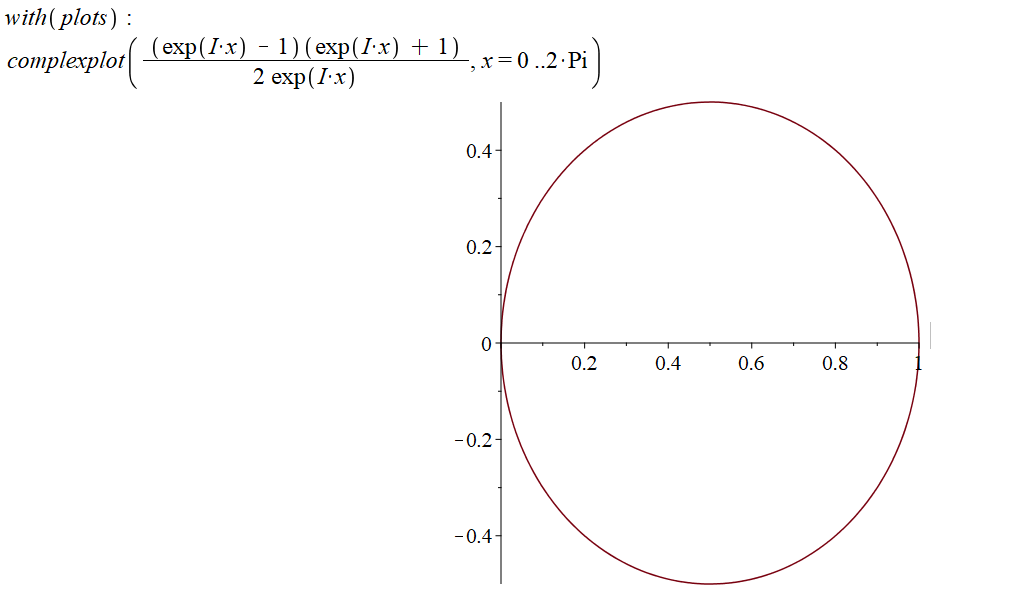 with(plots) :
complexplot( (exp(I·x) − 1) (exp(I·x) + 1) / 2 exp(I·x) , x = 0 ..2·Pi )
0.4
0.2
0
0.2 0.4 0.6 0.8 1
−0.2
−0.4